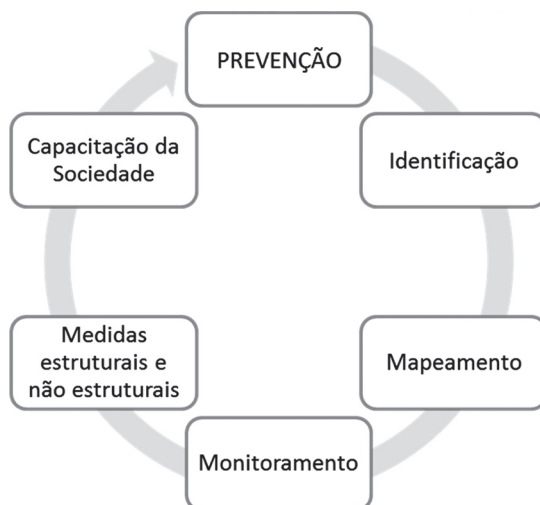 PREVENÇÃO
Identificação
Mapeamento
Monitoramento
Medidas
estruturais e
não estruturais
Capacitação da
Sociedade